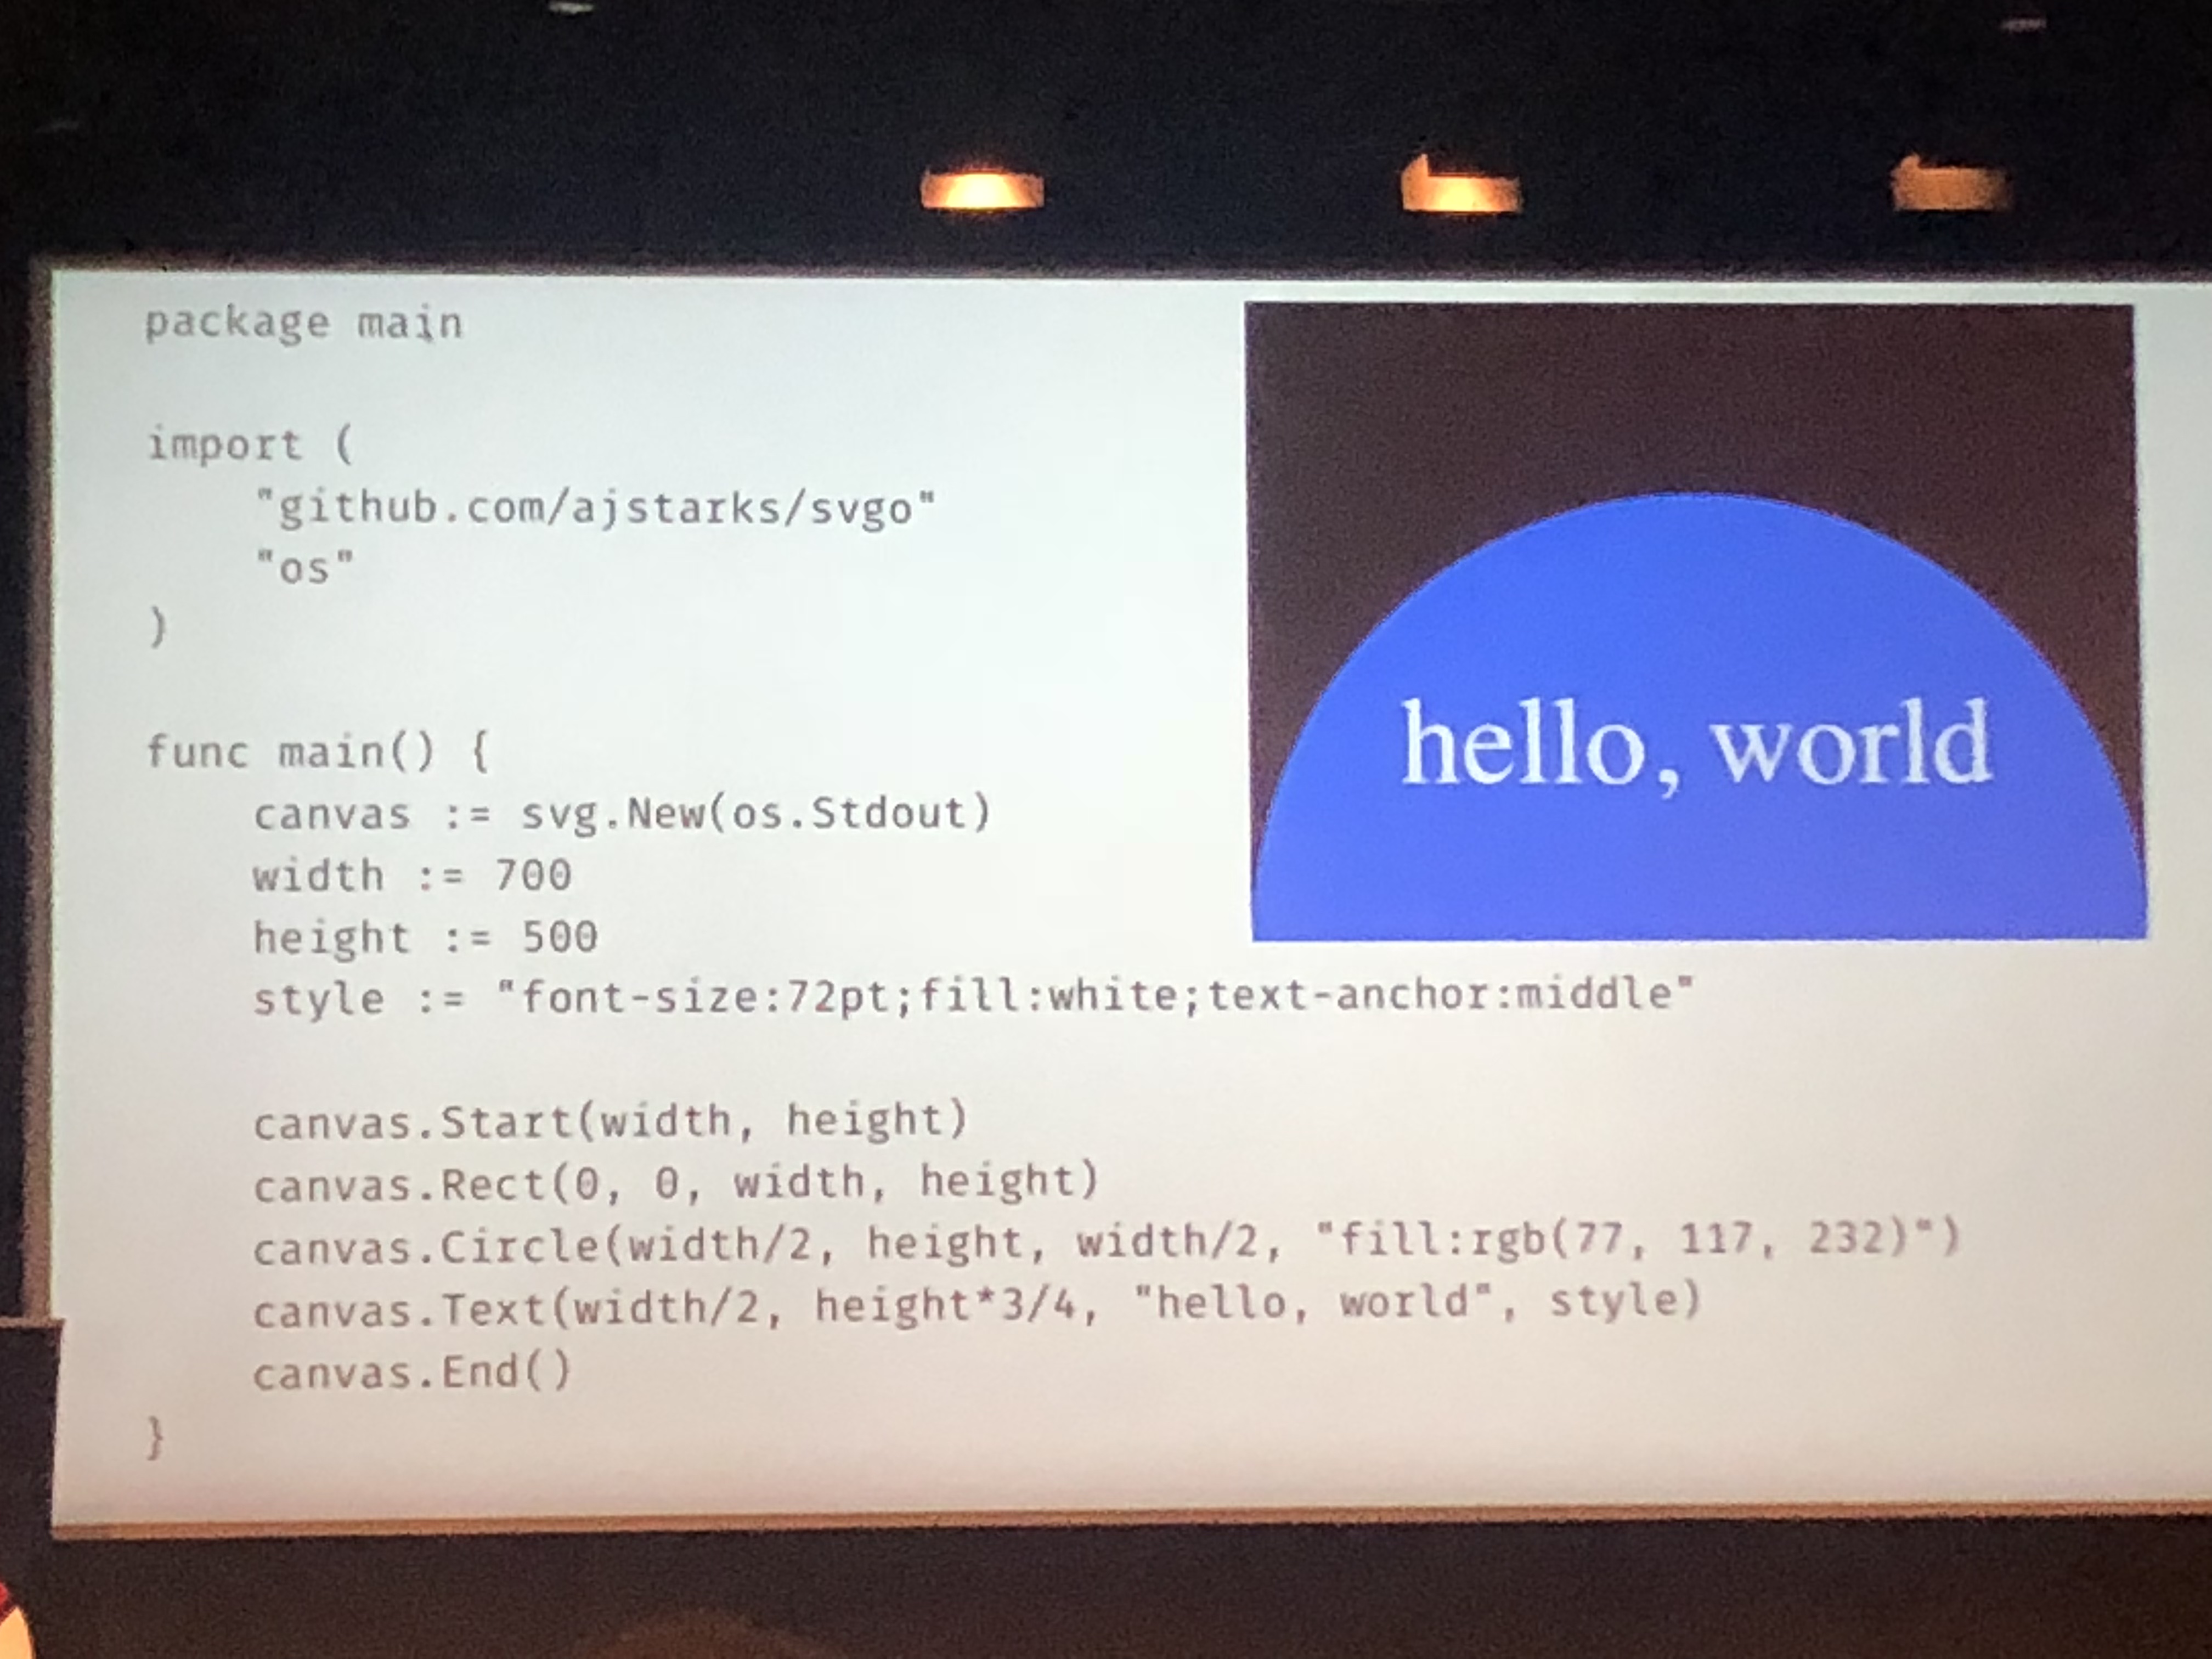 package main
import (
"github.com/ajstarks/svgo"
"os"
)
func main() {
canvas := svg.New(os.Stdout)
width := 700
height := 500
style := "font-size:72pt;fill:white;text-anchor:middle"
canvas.Start(width, height)
canvas.Rect(0, 0, width, height)
canvas.Circle(width/2, height, width/2, "fill:rgb(77, 117, 232)")
canvas.Text(width/2, height*3/4, "hello, world", style)
canvas.End()
}
hello, world